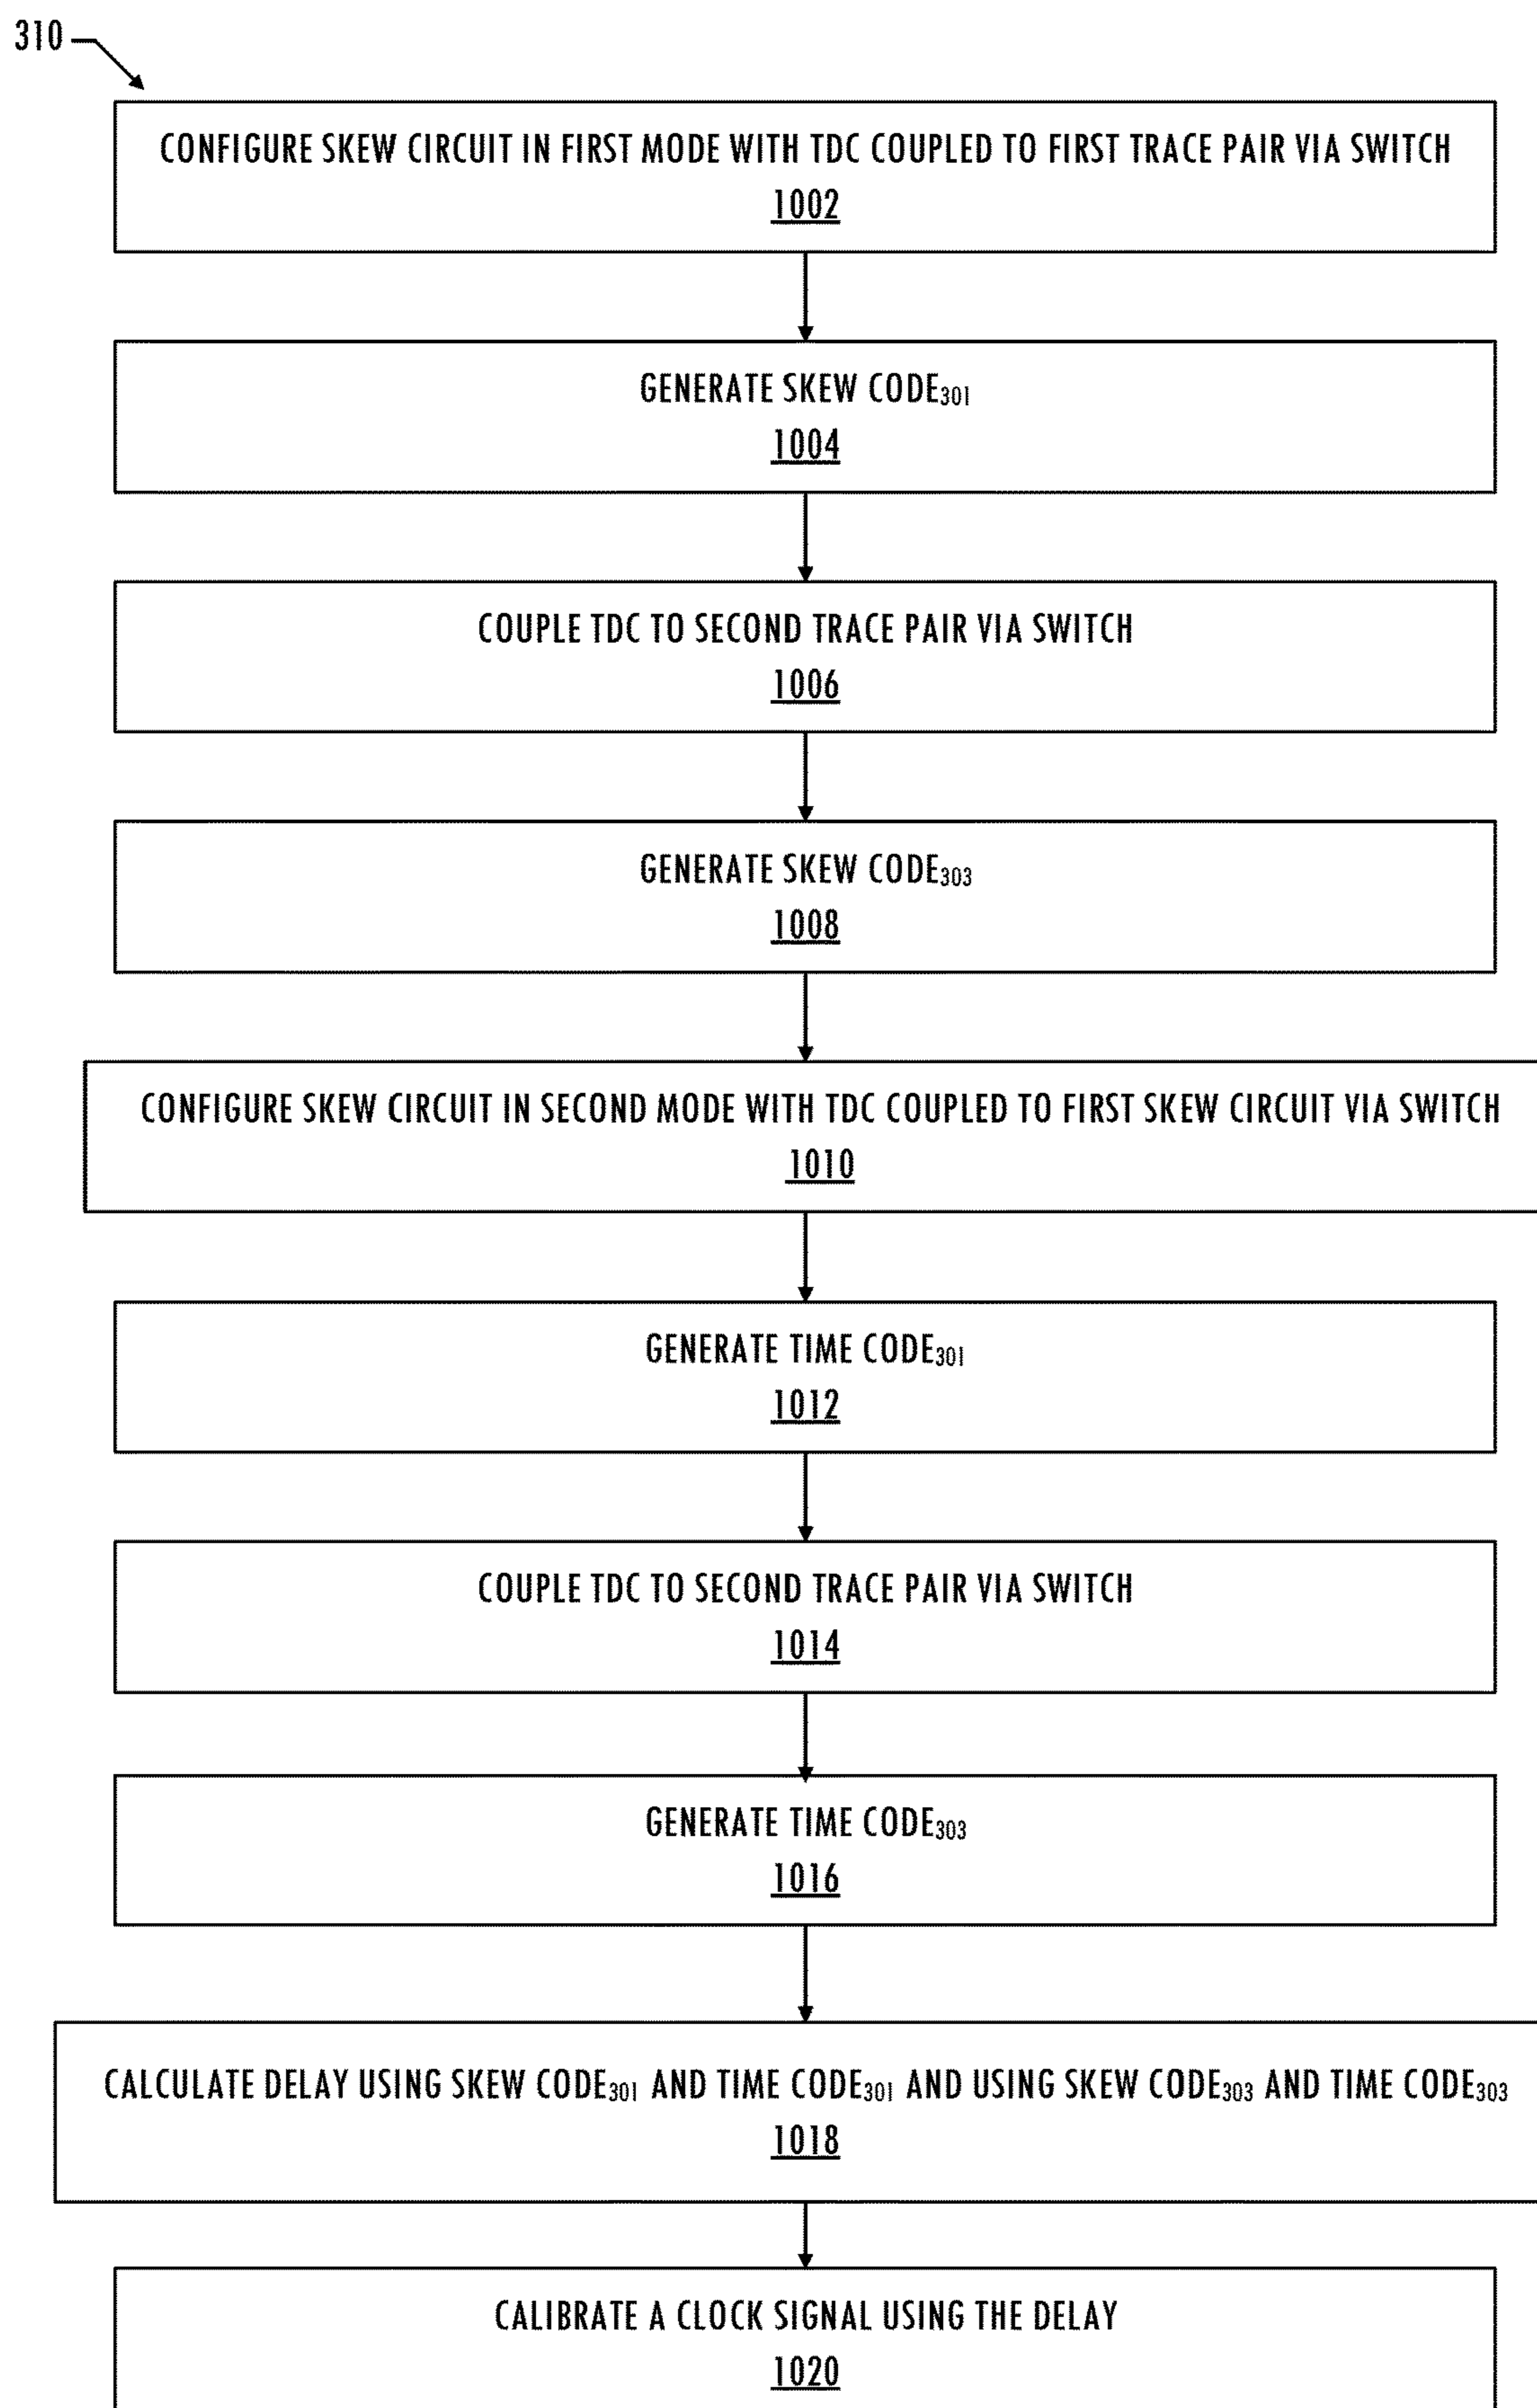 310
CONFIGURE SKEW CIRCUIT IN FIRST MODE WITH TDC COUPLED TO FIRST TRACE PAIR VIA SWITCH
1002
GENERATE SKEW CODE301
1004
COUPLE TDC TO SECOND TRACE PAIR VIA SWITCH
1006
GENERATE SKEW CODE303
1008
CONFIGURE SKEW CIRCUIT IN SECOND MODE WITH TDC COUPLED TO FIRST SKEW CIRCUIT VIA SWITCH
1010
GENERATE TIME CODE301
1012
COUPLE TDC TO SECOND TRACE PAIR VIA SWITCH
1014
GENERATE TIME CODE303
1016
CALCULATE DELAY USING SKEW CODE301 AND TIME CODE301 AND USING SKEW CODE303 AND TIME CODE303
1018
CALIBRATE A CLOCK SIGNAL USING THE DELAY
1020